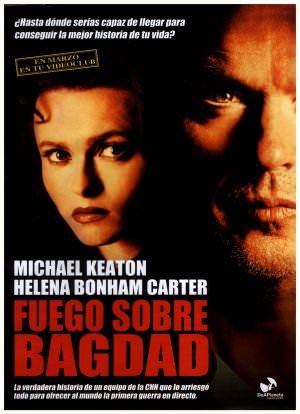 ¿Hasta dónde serías capaz de llegar para
conseguir la mejor historia de tu vida?
EN MARZO
EN TU VIDEOCLUB
MICHAEL KEATON
HELENA BONHAM CARTER
FUEGO SOBRE
BAGDAD
La verdadera historia de un equipo de la CNN que lo arriesgó
todo para ofrecer al mundo la primera guerra en directo.
DeAPlaneta